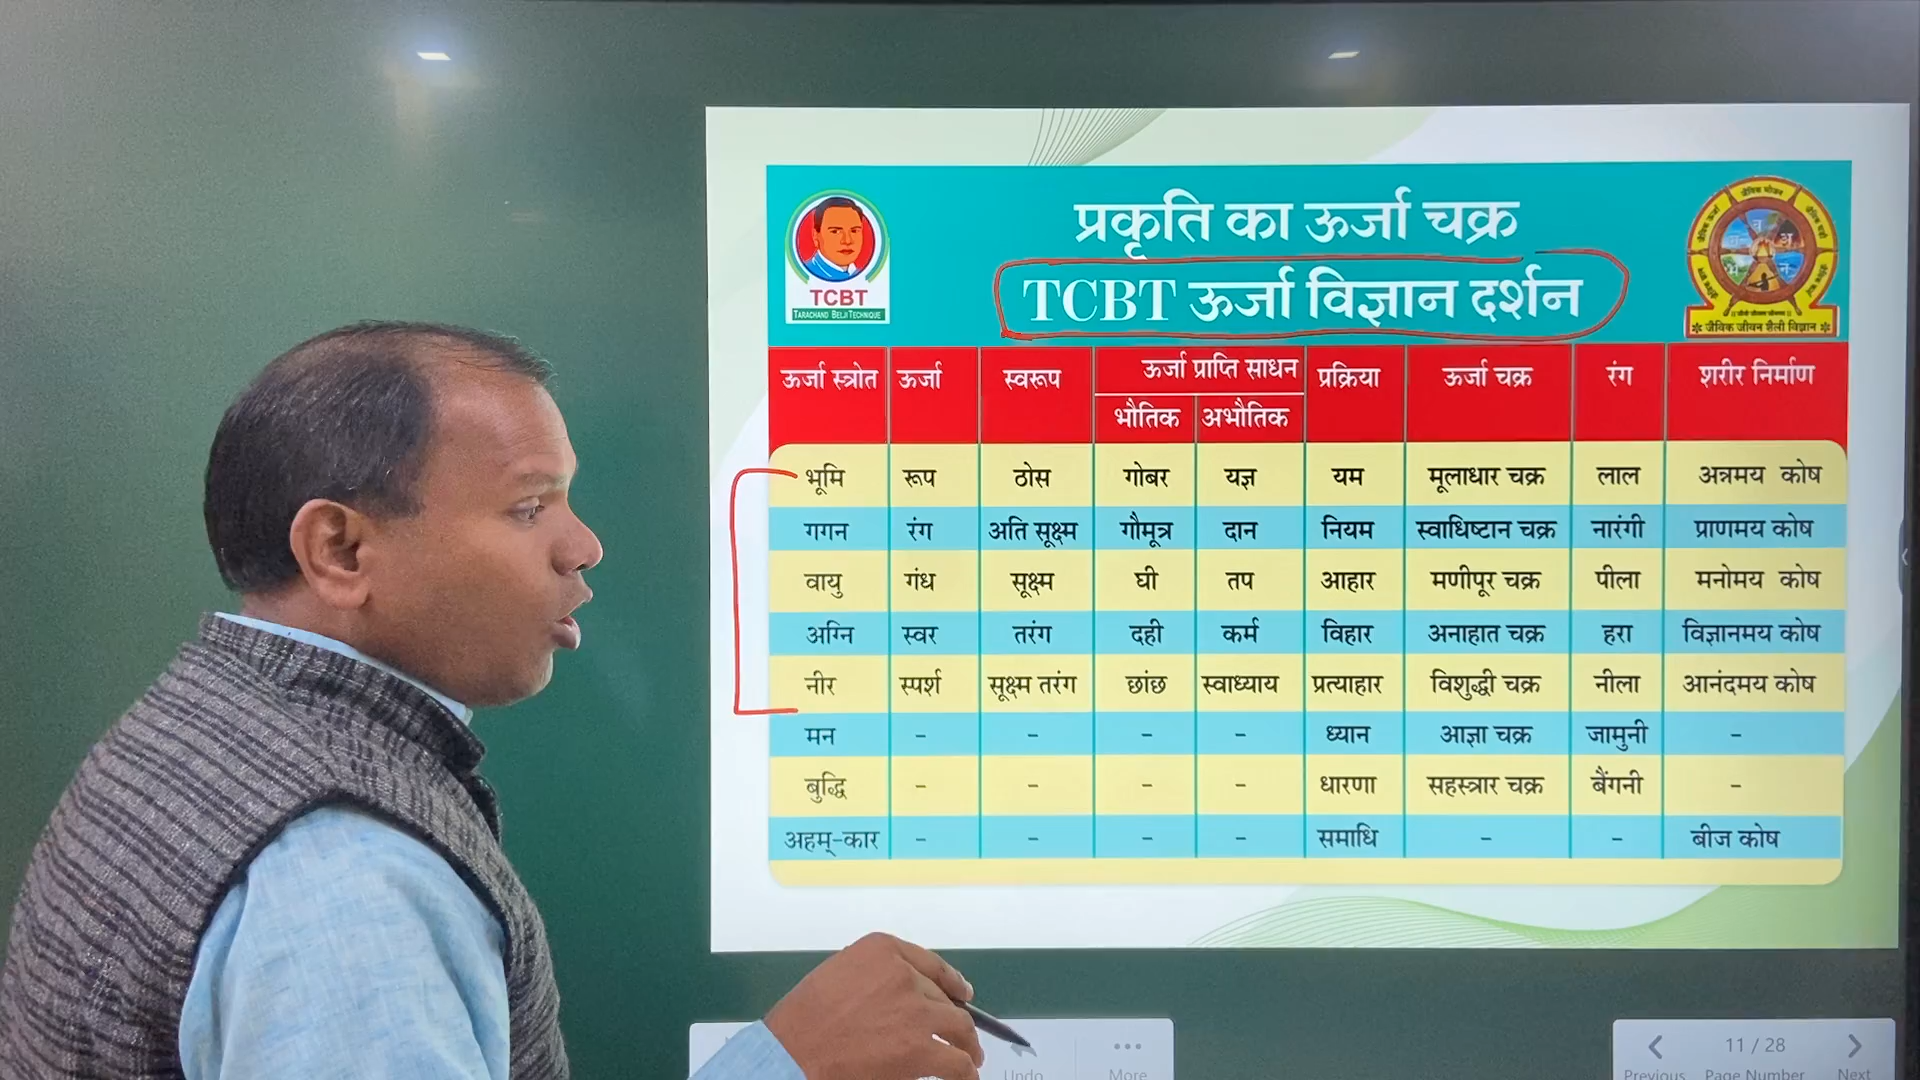 प्रकृति का ऊर्जा चक्र
TCBT ऊर्जा विज्ञान दर्शन
TCBT
TARACHAND BELJI TECHNIQUE
जैविक जीवन शैली विज्ञान
ऊर्जा स्त्रोत ऊर्जा स्वरूप ऊर्जा प्राप्ति साधन प्रक्रिया ऊर्जा चक्र रंग शरीर निर्माण
भौतिक अभौतिक
भूमि रूप ठोस गोबर यज्ञ यम मूलाधार चक्र लाल अन्नमय कोष
गगन रंग अति सूक्ष्म गौमूत्र दान नियम स्वाधिष्टान चक्र नारंगी प्राणमय कोष
वायु गंध सूक्ष्म घी तप आहार मणीपूर चक्र पीला मनोमय कोष
अग्नि स्वर तरंग दही कर्म विहार अनाहात चक्र हरा विज्ञानमय कोष
नीर स्पर्श सूक्ष्म तरंग छांछ स्वाध्याय प्रत्याहार विशुद्धी चक्र नीला आनंदमय कोष
मन - - - - ध्यान आज्ञा चक्र जामुनी -
बुद्धि - - - - धारणा सहस्त्रार चक्र बैंगनी -
अहम्-कार - - - - समाधि - - बीज कोष
11 / 28
Undo More Previous Page Number Next